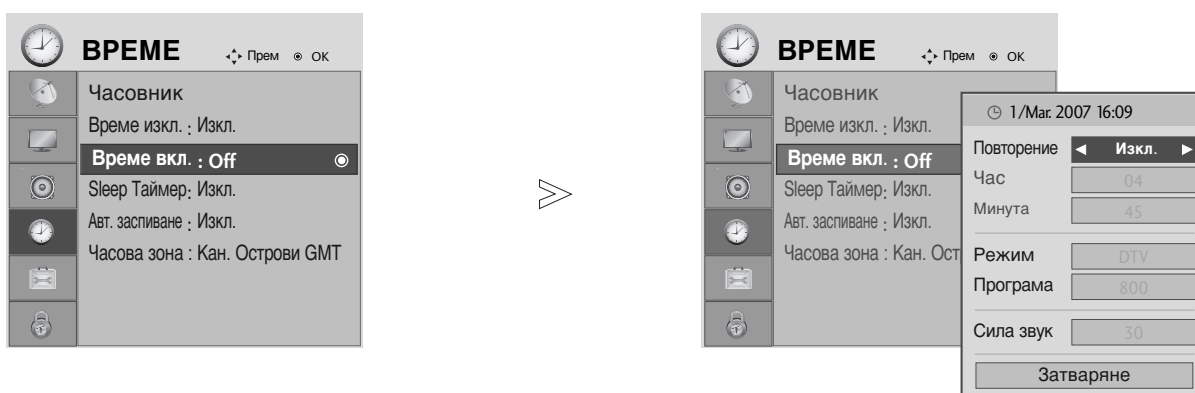 ВРЕМЕ Прем OK
Часовник
Време изкл. : Изкл.
Време вкл. : Off
Sleep Таймер: Изкл.
Авт. заспиване : Изкл.
Часова зона : Кан. Острови GMT
ВРЕМЕ Прем OK
Часовник
Време изкл. : Изкл.
Време вкл. : Off
Sleep Таймер: Изкл.
Авт. заспиване : Изкл.
Часова зона : Кан. Ост
1/Mar. 2007 16:09
Повторение ◄ Изкл. ►
Час 04
Минута 45
Режим DTV
Програма 800
Сила звук 30
Затваряне